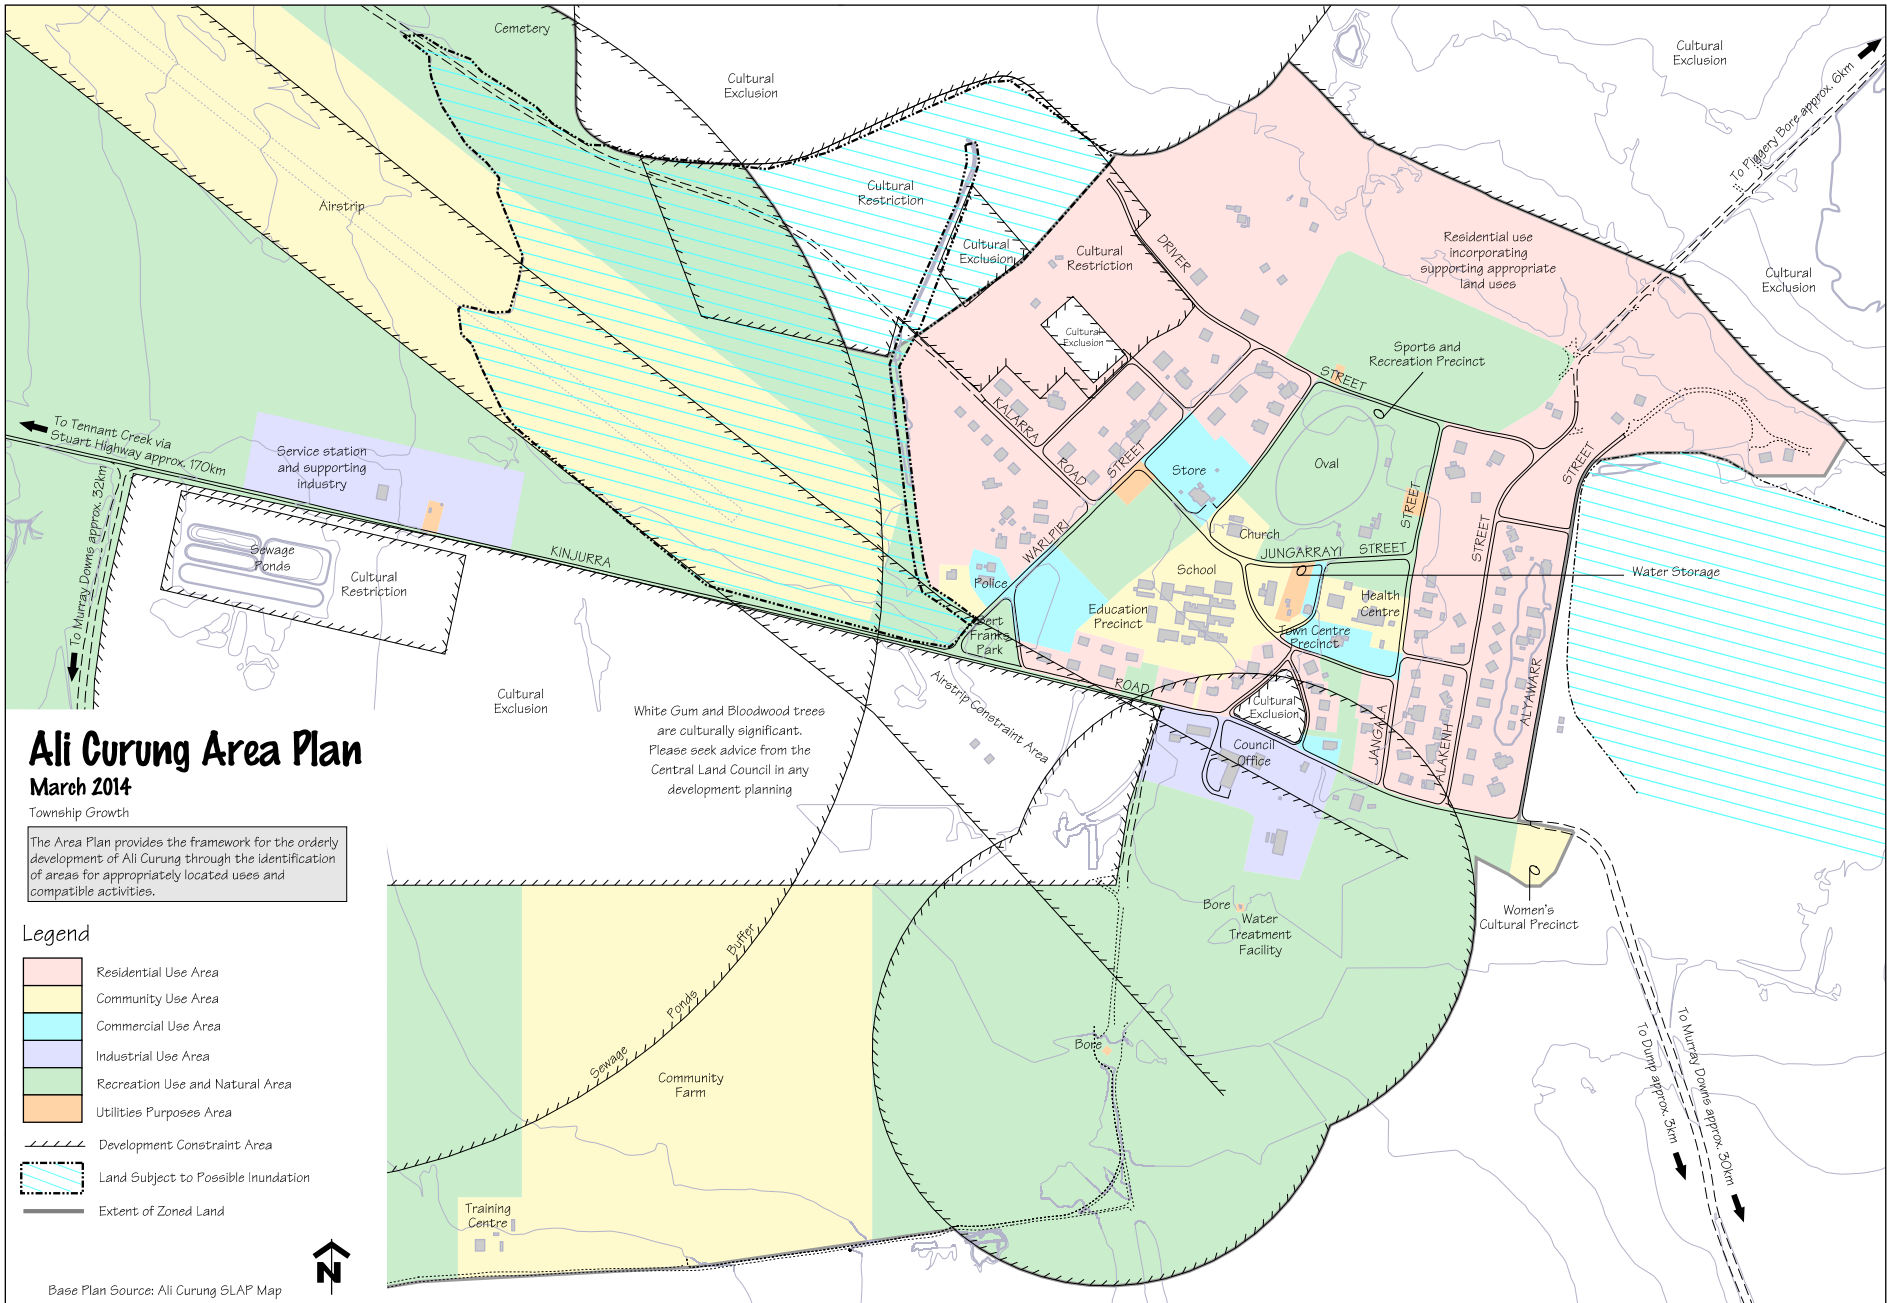 Cemetery
Cultural
Exclusion
Cultural
Exclusion
To Piggery Bore approx. 6km
Airstrip
Cultural
Restriction
Cultural
Exclusion
Cultural
Restriction
DRIVER
Residential use
incorporating
supporting appropriate
land uses
Cultural
Exclusion
Cultural
Exclusion
Sports and
Recreation Precinct
STREET
KALARRA
ROAD
STREET
Store
Oval
STREET
STREET
STREET
To Tennant Creek via
Stuart Highway approx. 170km
To Murray Downs approx. 32km
Service station
and supporting
industry
Sewage
Ponds
Cultural
Restriction
KINJURRA
WARLPIRI
Church
JUNGARRAYI
STREET
School
Police
Education
Precinct
Health
Centre
Water Storage
Town Centre
Precinct
Bert
Franks
Park
ROAD
Cultural
Exclusion
Council
Office
JANGALA
ALYAWARR
Cultural
Exclusion
White Gum and Bloodwood trees
are culturally significant.
Please seek advice from the
Central Land Council in any
development planning
Airstrip Constraint Area
Ali Curung Area Plan
March 2014
Township Growth
The Area Plan provides the framework for the orderly
development of Ali Curung through the identification
of areas for appropriately located uses and
compatible activities.
Bore
Water
Treatment
Facility
Women's
Cultural Precinct
Sewage
Ponds
Buffer
Bore
Community
Farm
Training
Centre
To Dump approx. 3km
To Murray Downs approx. 30km
Legend
Residential Use Area
Community Use Area
Commercial Use Area
Industrial Use Area
Recreation Use and Natural Area
Utilities Purposes Area
Development Constraint Area
Land Subject to Possible Inundation
Extent of Zoned Land
N
Base Plan Source: Ali Curung SLAP Map